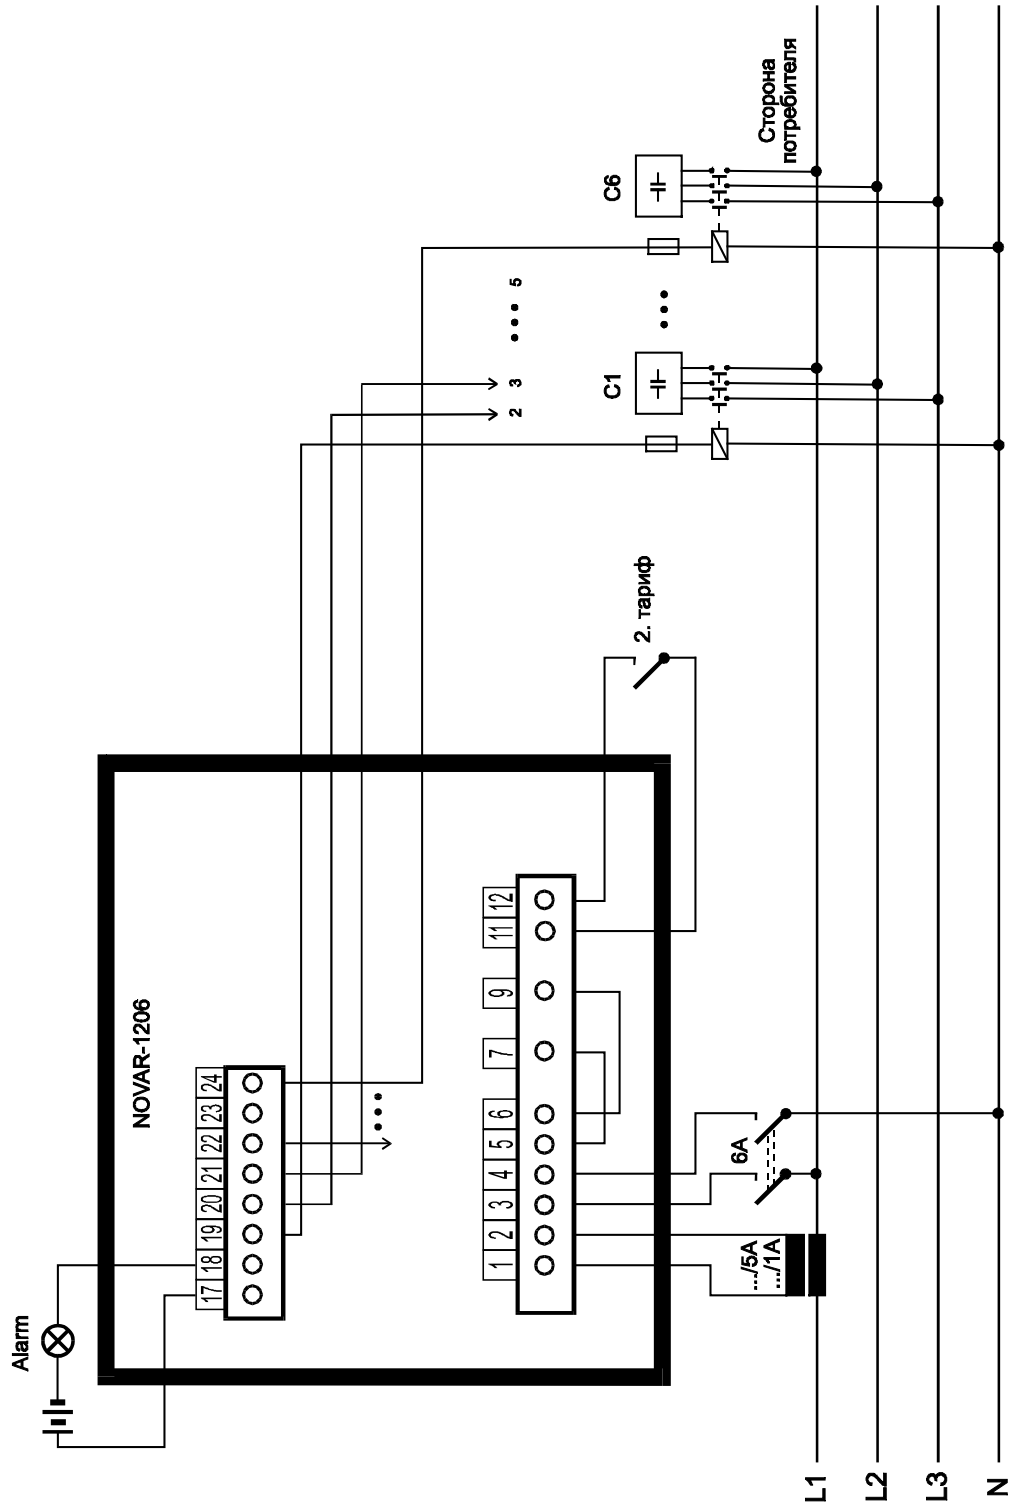 Alarm
NOVAR-1206
17 18 19 20 21 22 23 24
1 2 3 4 5 6 7 9 11 12
2 3 5
C1
C6
2. тариф
.../5A
.../1A
6A
Сторона
потребителя
L1
L2
L3
N